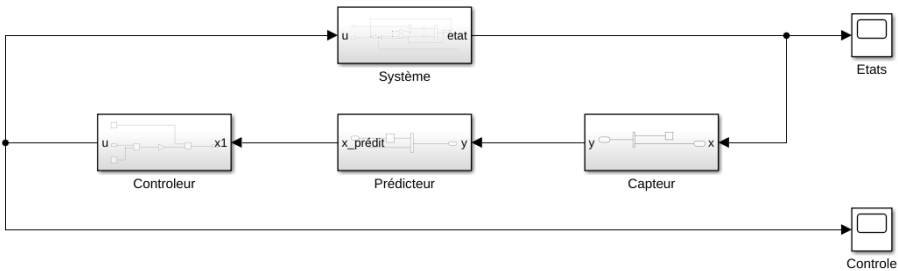 u
etat
Système
Etats
u
x1
Controleur
x_prédit
y
Prédicteur
y
x
Capteur
Controle